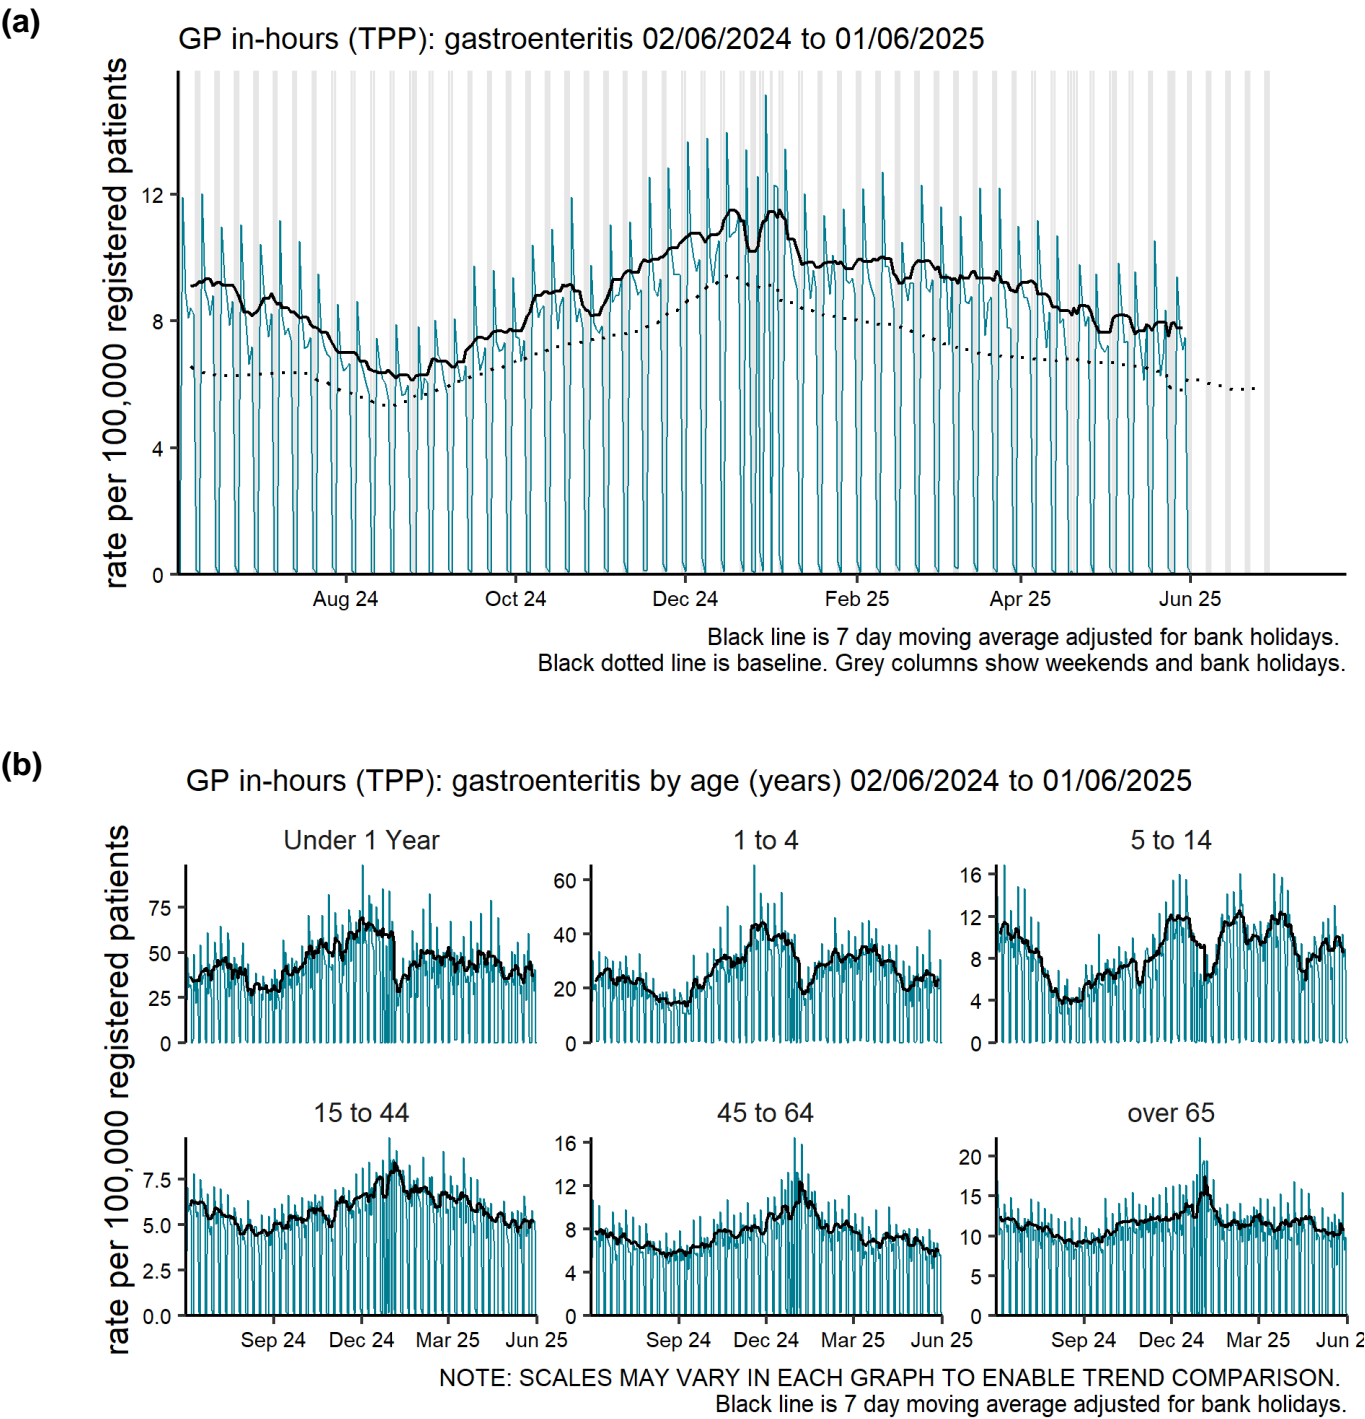 (a)
GP in-hours (TPP): gastroenteritis 02/06/2024 to 01/06/2025
rate per 100,000 registered patients
12
8
4
0
Aug 24 Oct 24 Dec 24 Feb 25 Apr 25 Jun 25
Black line is 7 day moving average adjusted for bank holidays.
Black dotted line is baseline. Grey columns show weekends and bank holidays.
(b)
GP in-hours (TPP): gastroenteritis by age (years) 02/06/2024 to 01/06/2025
rate per 100,000 registered patients
Under 1 Year
75
50
25
0
1 to 4
60
40
20
0
5 to 14
16
12
8
4
0
15 to 44
7.5
5.0
2.5
0.0
Sep 24 Dec 24 Mar 25 Jun 25
45 to 64
16
12
8
4
0
Sep 24 Dec 24 Mar 25 Jun 25
over 65
20
15
10
5
0
Sep 24 Dec 24 Mar 25 Jun 2
NOTE: SCALES MAY VARY IN EACH GRAPH TO ENABLE TREND COMPARISON.
Black line is 7 day moving average adjusted for bank holidays.